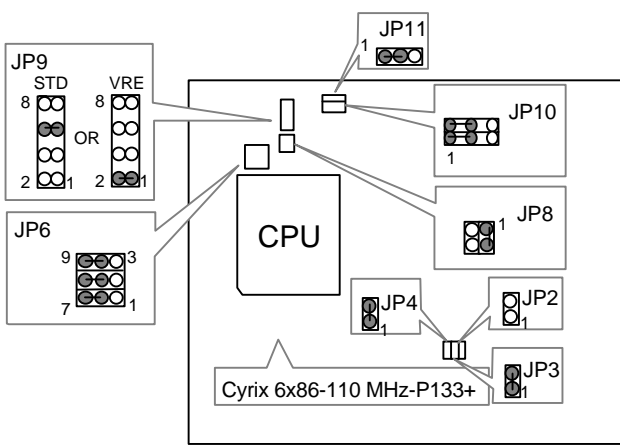 JP11
1
JP9
STD VRE
8 8
OR
2 1 2 1
JP10
1
JP6
9 3
7 1
CPU
JP8
1
JP4
1
JP2
1
JP3
1
Cyrix 6x86-110 MHz-P133+